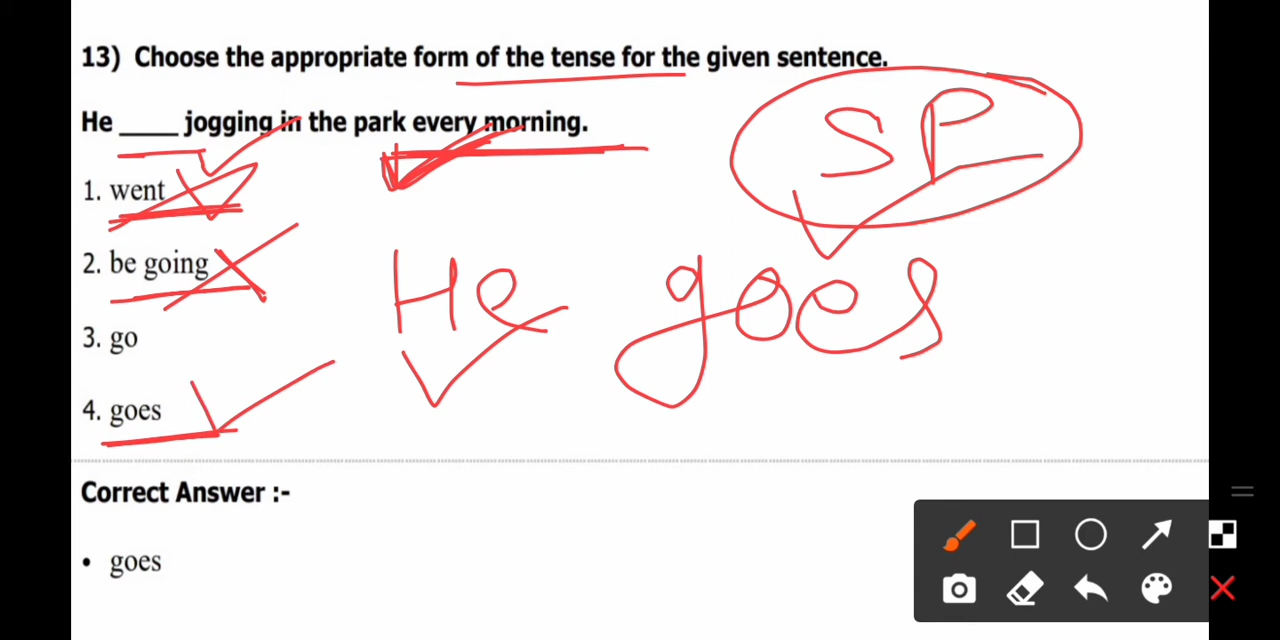 13) Choose the appropriate form of the tense for the given sentence.
He ____ jogging in the park every morning.
SP
1. went
2. be going
He goes
3. go
4. goes
Correct Answer :-
• goes